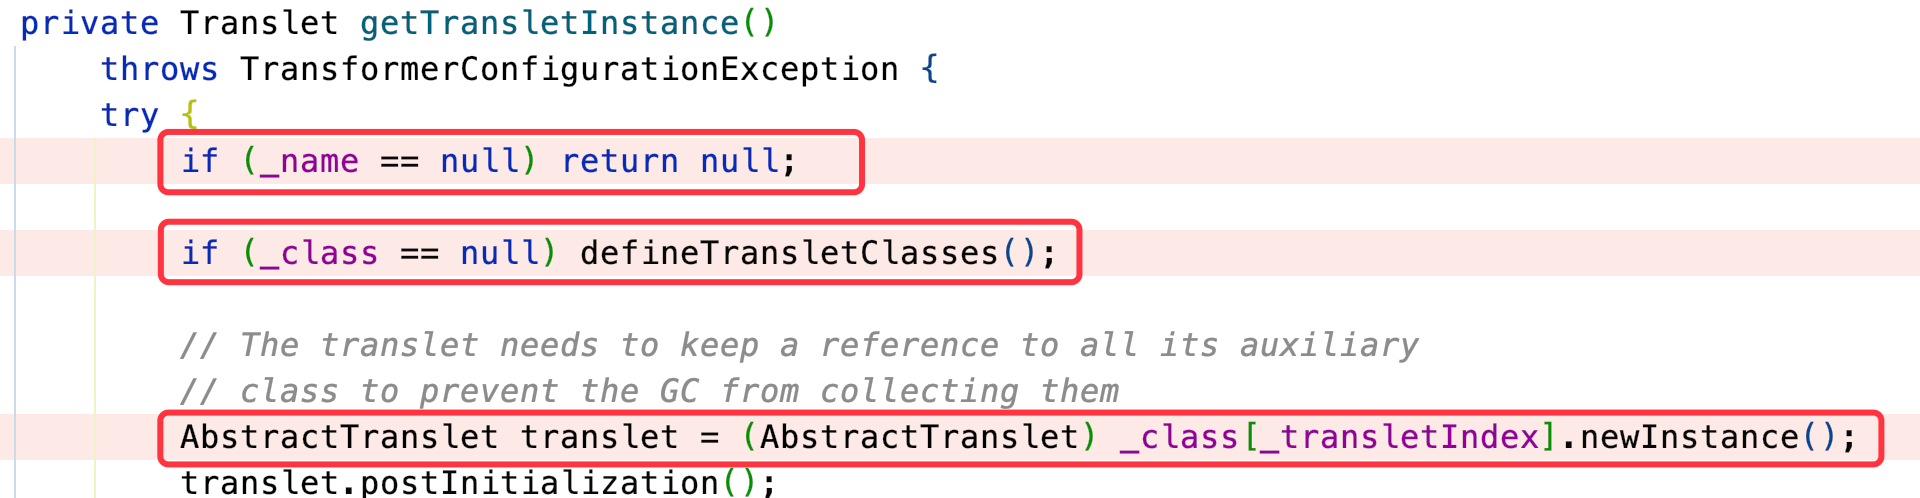 private Translet getTransletInstance()
throws TransformerConfigurationException {
try {
if (_name == null) return null;
if (_class == null) defineTransletClasses();
// The translet needs to keep a reference to all its auxiliary
// class to prevent the GC from collecting them
AbstractTranslet translet = (AbstractTranslet) _class[_transletIndex].newInstance();
translet.postInitialization();